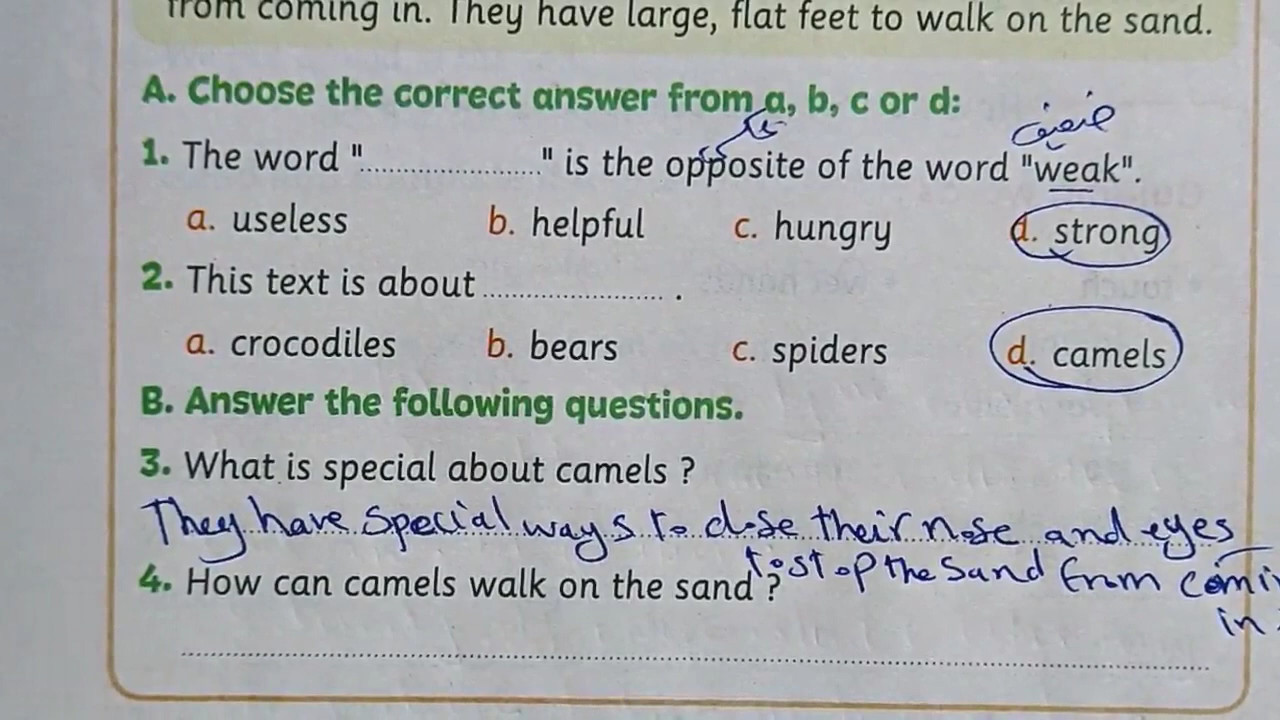 from coming in. They have large, flat feet to walk on the sand.
A. Choose the correct answer from a, b, c or d:
عكس ضعيف
1. The word "....................." is the opposite of the word "weak".
a. useless b. helpful c. hungry d. strong
2. This text is about ..................... .
a. crocodiles b. bears c. spiders d. camels
B. Answer the following questions.
3. What is special about camels ?
They have special ways to close their nose and eyes
to stop the sand from comin
in.
4. How can camels walk on the sand ?